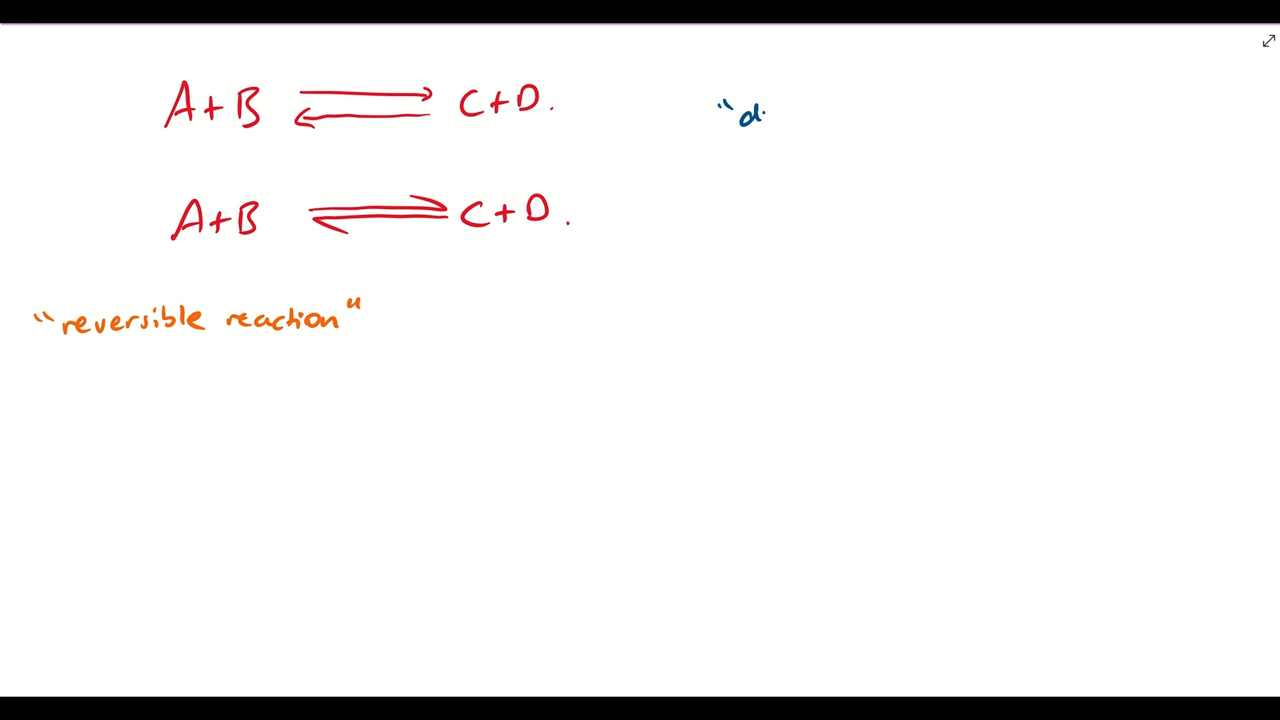 A+B ⇄ C+D.
"d
A+B ⇌ C+D.
"reversible reaction"